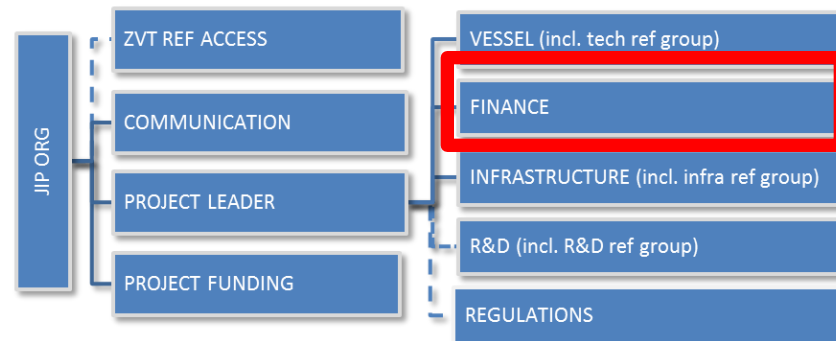 JIP ORG
ZVT REF ACCESS
COMMUNICATION
PROJECT LEADER
PROJECT FUNDING
VESSEL (incl. tech ref group)
FINANCE
INFRASTRUCTURE (incl. infra ref group)
R&D (incl. R&D ref group)
REGULATIONS